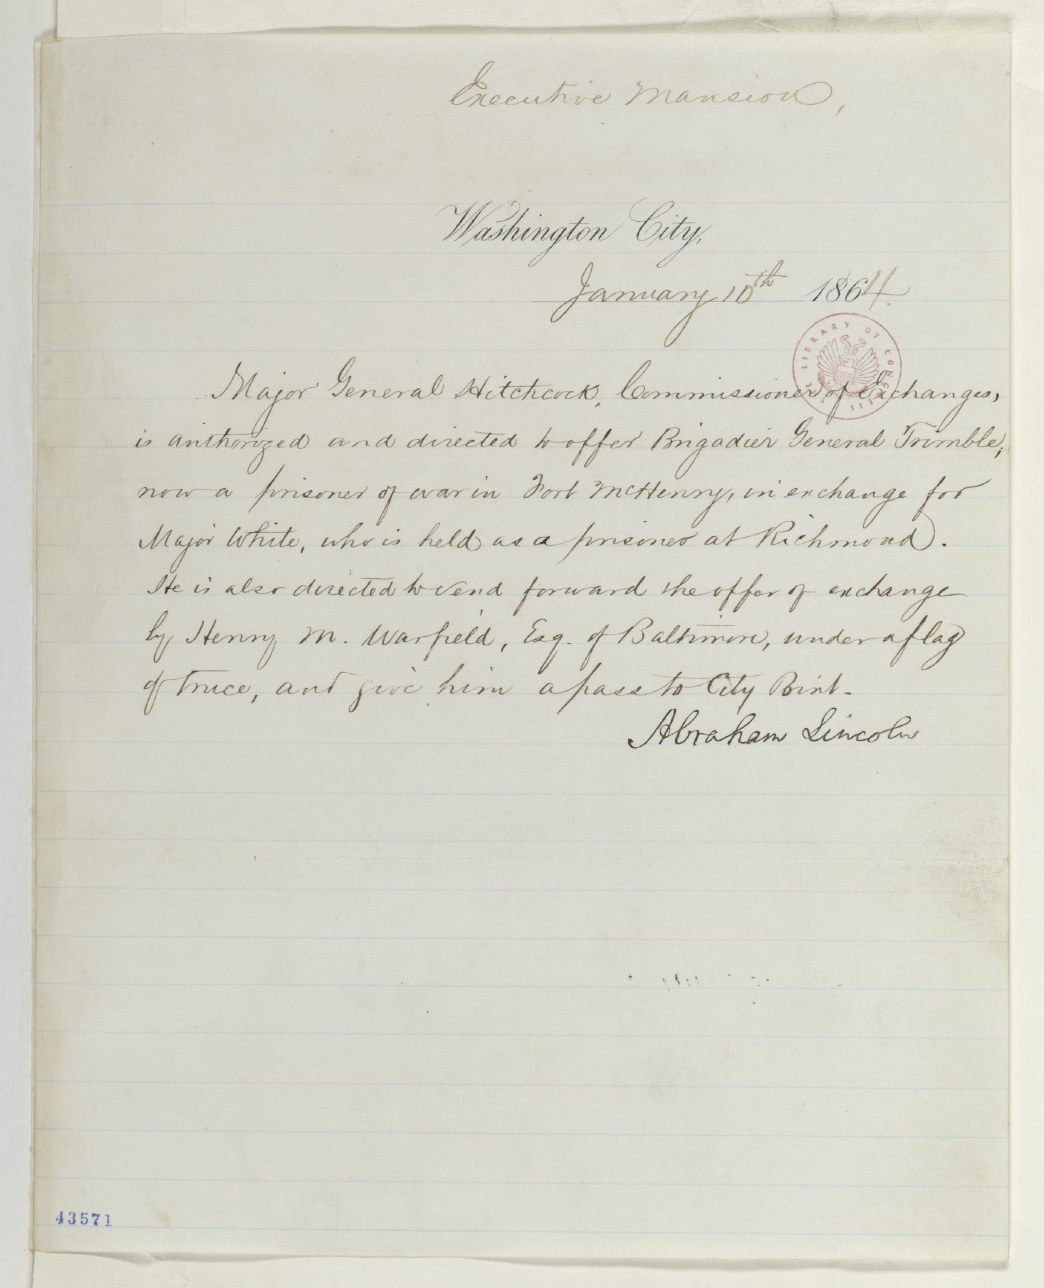 Executive Mansion,
Washington City,
January 10th 1864.
THE LIBRARY OF CONGRESS
Major General Hitchcock, Commissioner of Exchanges,
is authorized and directed to offer Brigadier General Trimble,
now a prisoner of war in Fort McHenry, in exchange for
Major White, who is held as a prisoner at Richmond.
He is also directed to send forward the offer of exchange
by Henry M. Warfield, Esq. of Baltimore, under a flag
of truce, and give him a pass to City Point.
Abraham Lincoln
43571